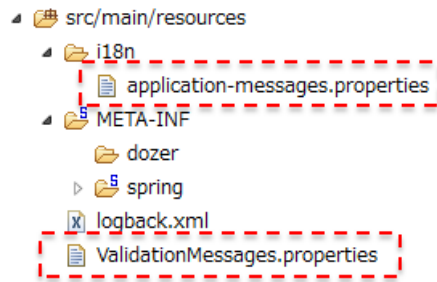 src/main/resources
i18n
application-messages.properties
META-INF
dozer
spring
logback.xml
ValidationMessages.properties